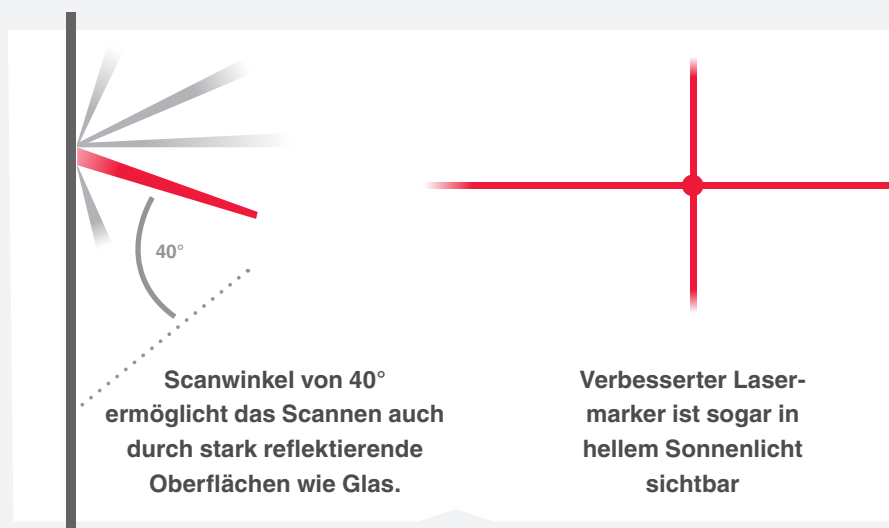 40°
Scanwinkel von 40°
ermöglicht das Scannen auch
durch stark reflektierende
Oberflächen wie Glas.
Verbesserter Laser-
marker ist sogar in
hellem Sonnenlicht
sichtbar